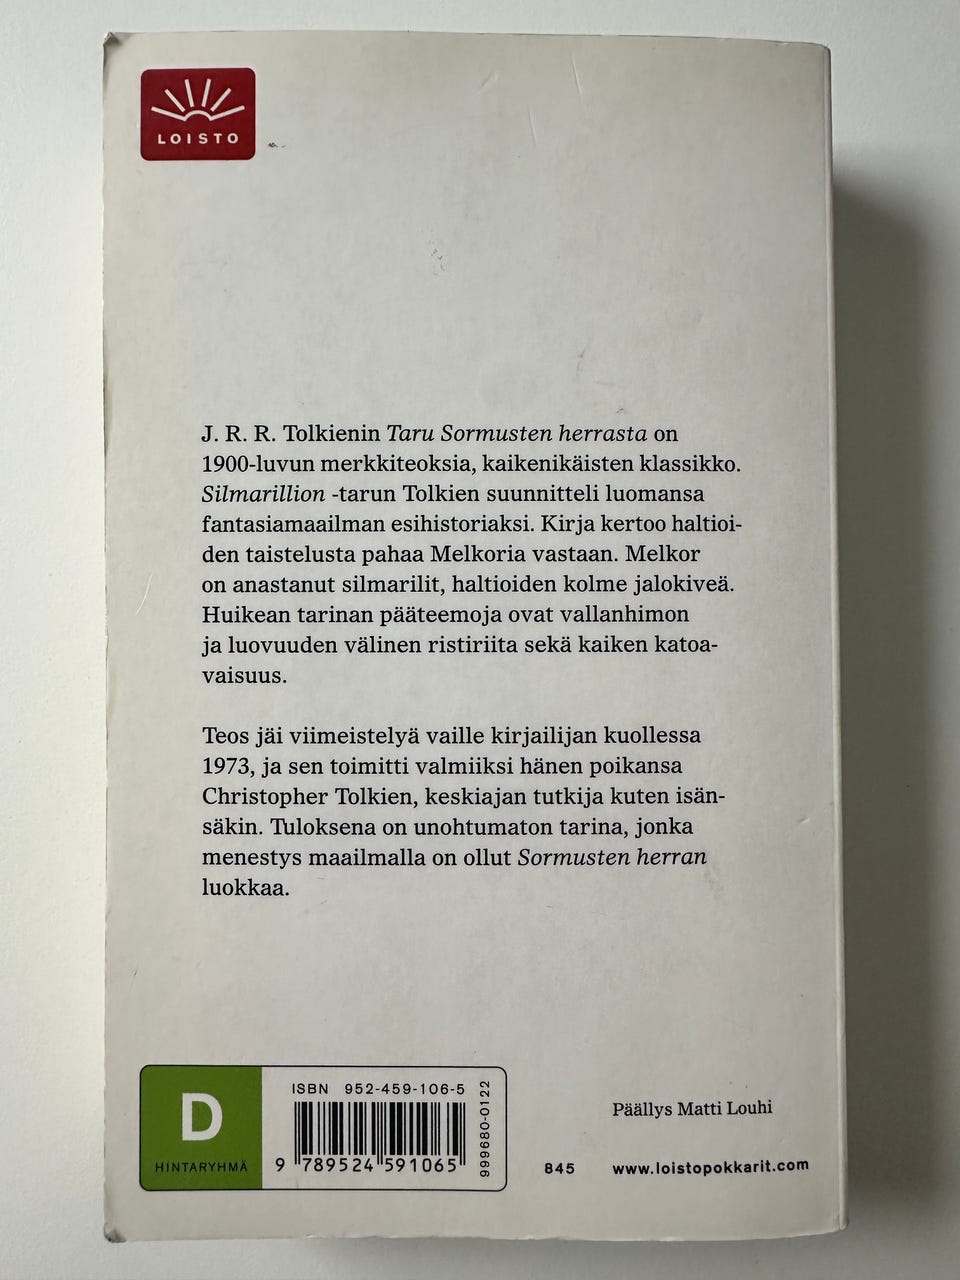 LOISTO
J. R. R. Tolkienin Taru Sormusten herrasta on
1900-luvun merkkiteoksia, kaikenikäisten klassikko.
Silmarillion -tarun Tolkien suunnitteli luomansa
fantasiamaailman esihistoriaksi. Kirja kertoo haltioi-
den taistelusta pahaa Melkoria vastaan. Melkor
on anastanut silmarilit, haltioiden kolme jalokiveä.
Huikean tarinan pääteemoja ovat vallanhimon
ja luovuuden välinen ristiriita sekä kaiken katoa-
vaisuus.
Teos jäi viimeistelyä vaille kirjailijan kuollessa
1973, ja sen toimitti valmiiksi hänen poikansa
Christopher Tolkien, keskiajan tutkija kuten isän-
säkin. Tuloksena on unohtumaton tarina, jonka
menestys maailmalla on ollut Sormusten herran
luokkaa.
D
HINTARYHMÄ
ISBN 952-459-106-5
9 789524 591065
999680-0122
Päällys Matti Louhi
845 www.loistopokkarit.com